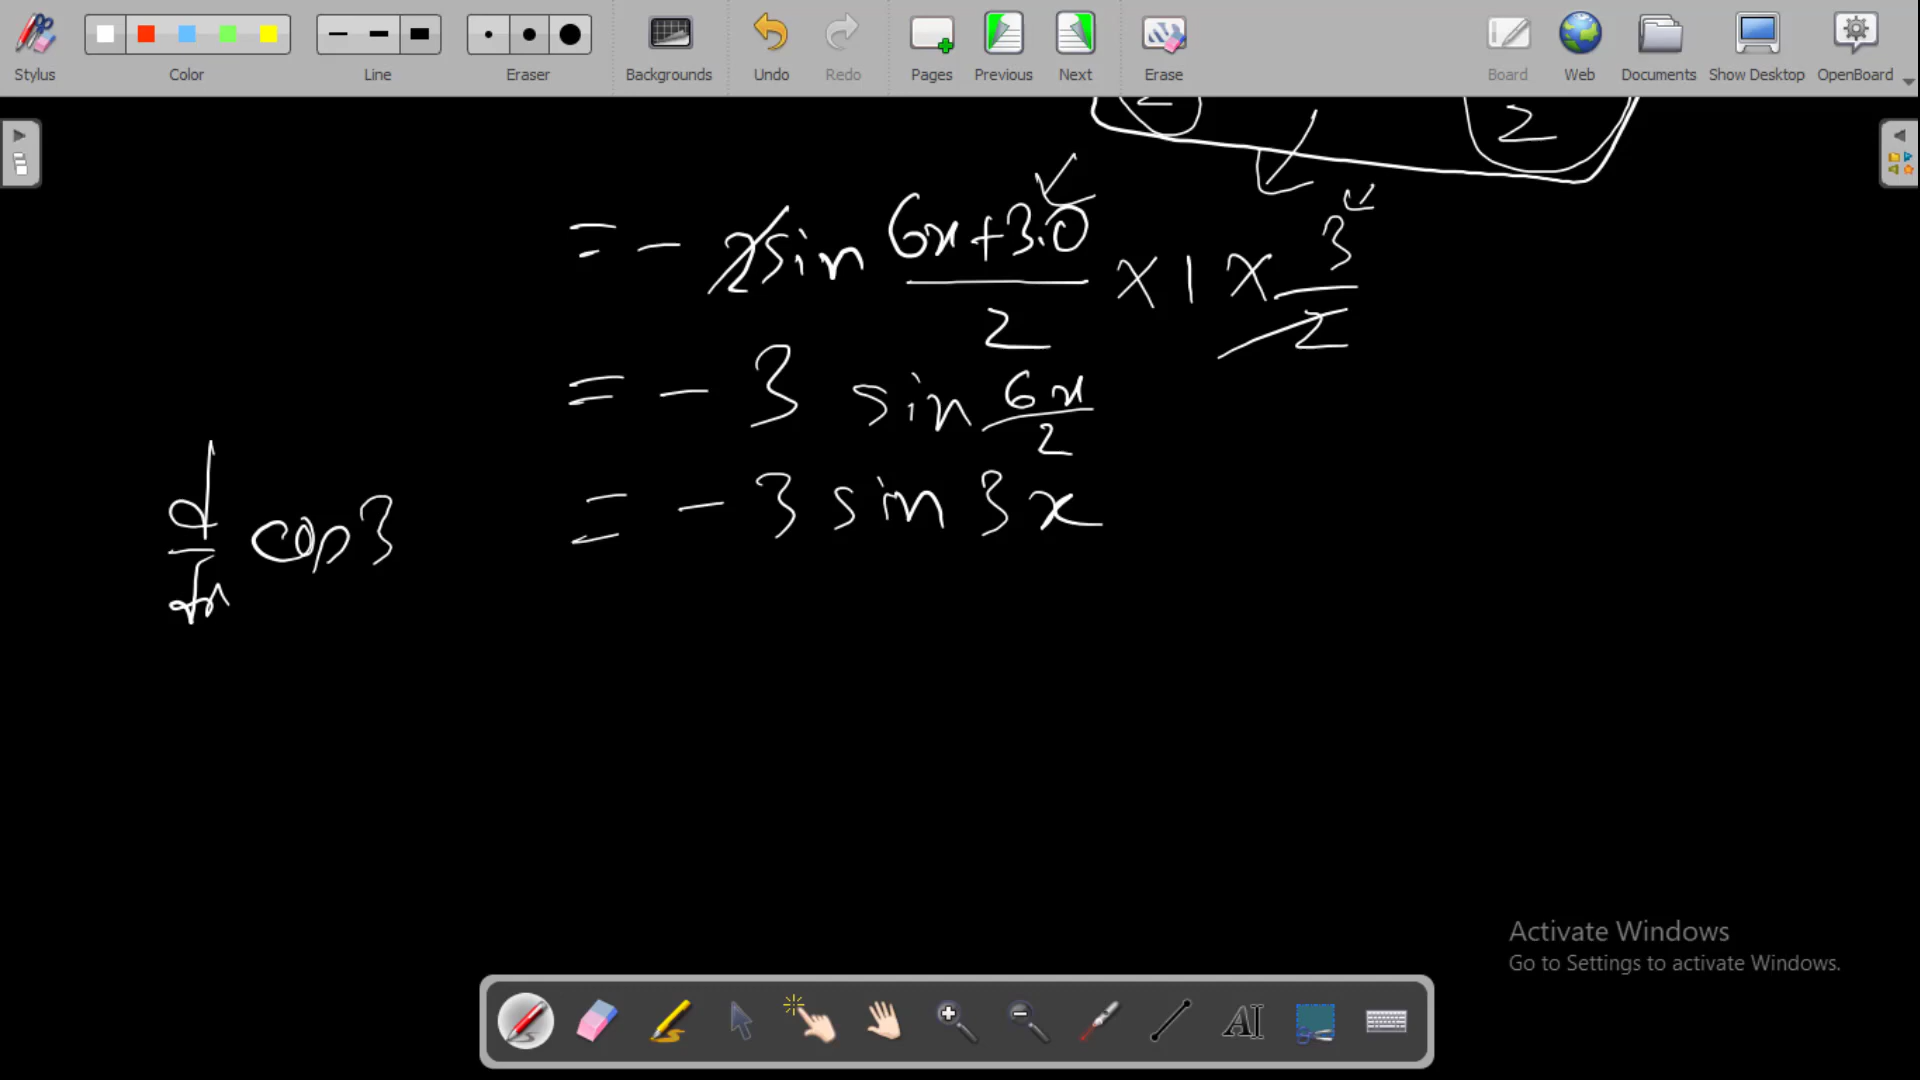 Stylus Color Line Eraser Backgrounds Undo Redo Pages Previous Next Erase Board Web Documents Show Desktop OpenBoard
2
= - 2sin (6x+3.0)/2 × 1 × 3/2
= - 3 sin 6x/2
d/dx cos3 = - 3 sin 3x
Activate Windows
Go to Settings to activate Windows.